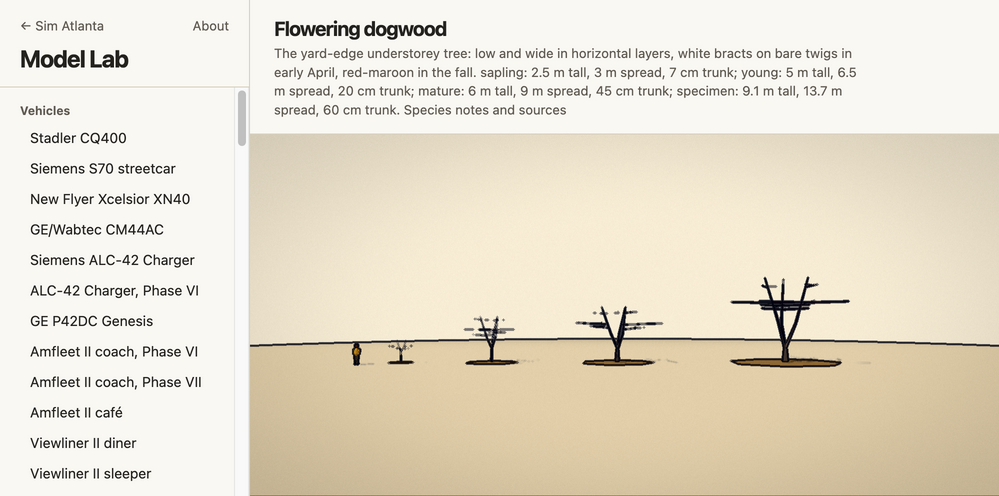 ← Sim Atlanta
About
Model Lab
Vehicles
Stadler CQ400
Siemens S70 streetcar
New Flyer Xcelsior XN40
GE/Wabtec CM44AC
Siemens ALC-42 Charger
ALC-42 Charger, Phase VI
GE P42DC Genesis
Amfleet II coach, Phase VI
Amfleet II coach, Phase VII
Amfleet II café
Viewliner II diner
Viewliner II sleeper
Flowering dogwood
The yard-edge understorey tree: low and wide in horizontal layers, white bracts on bare twigs in
early April, red-maroon in the fall. sapling: 2.5 m tall, 3 m spread, 7 cm trunk; young: 5 m tall, 6.5
m spread, 20 cm trunk; mature: 6 m tall, 9 m spread, 45 cm trunk; specimen: 9.1 m tall, 13.7 m
spread, 60 cm trunk. Species notes and sources